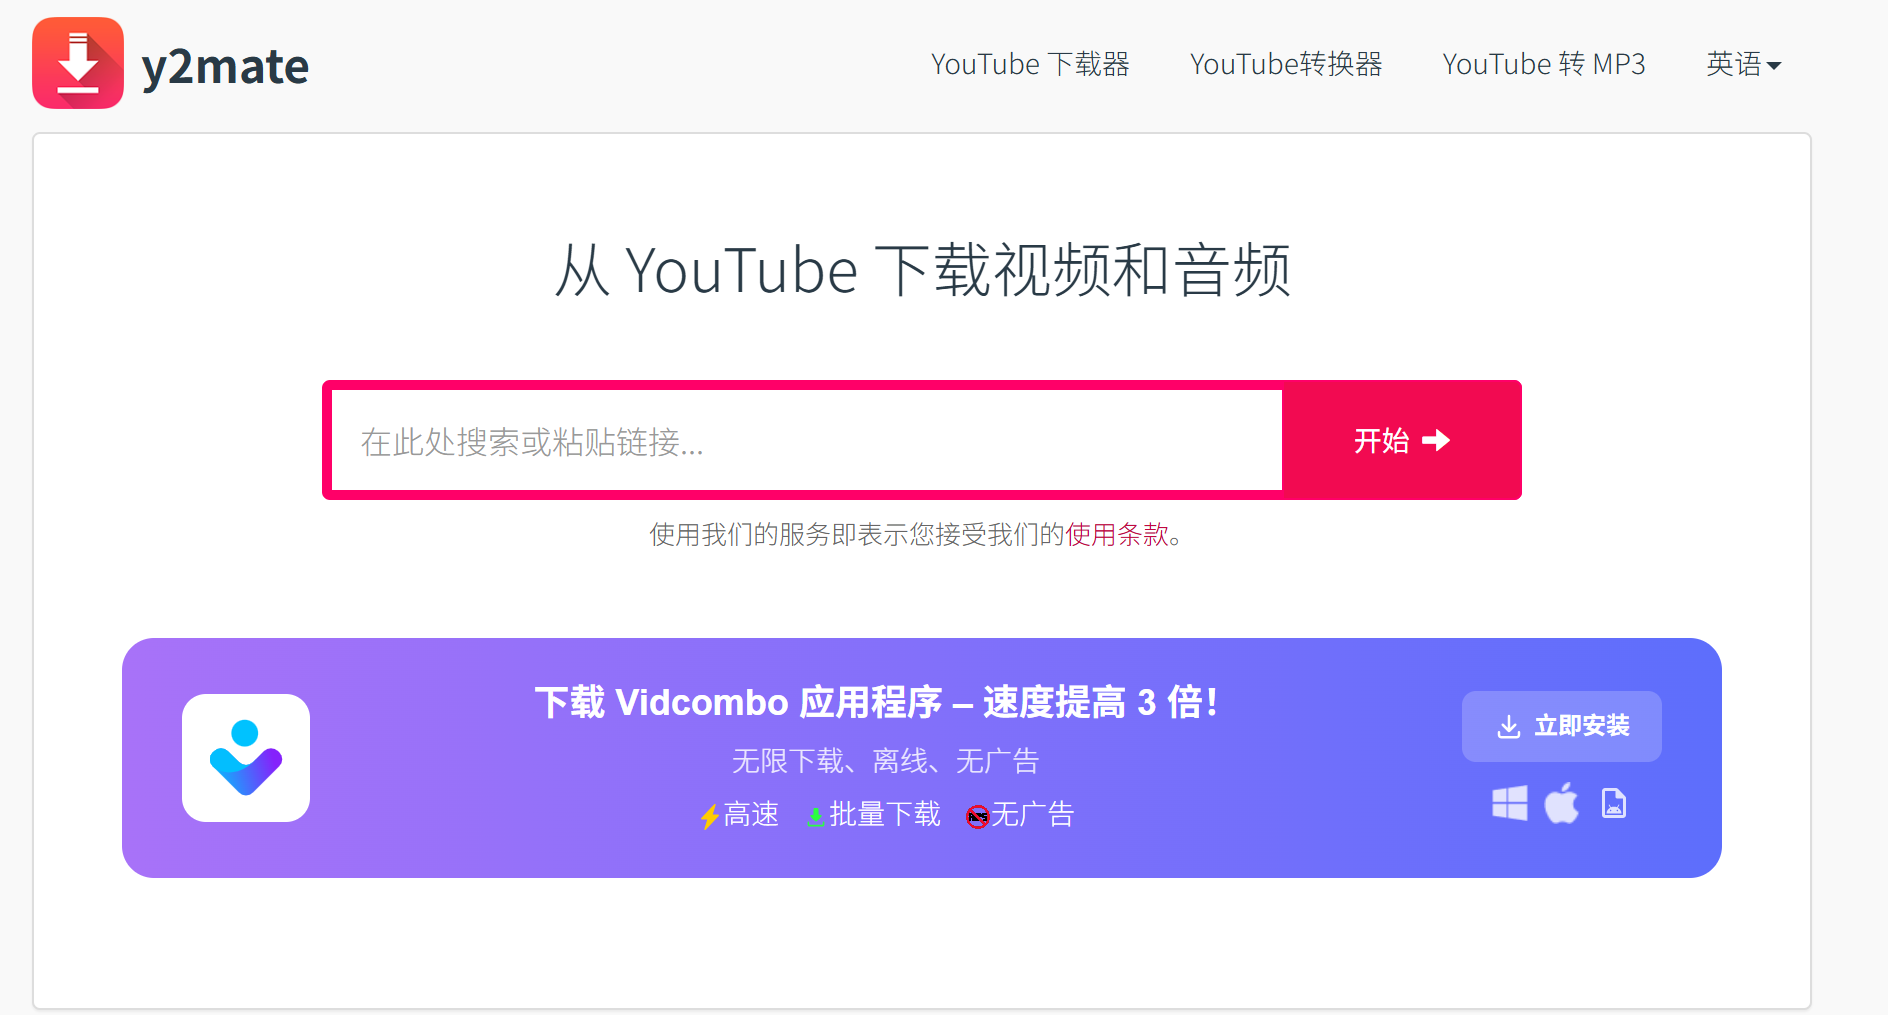 y2mate
YouTube 下载器
YouTube转换器
YouTube 转 MP3
英语
从 YouTube 下载视频和音频
在此处搜索或粘贴链接...
开始
使用我们的服务即表示您接受我们的使用条款。
下载 Vidcombo 应用程序 – 速度提高 3 倍！
无限下载、离线、无广告
高速 批量下载 无广告
立即安装